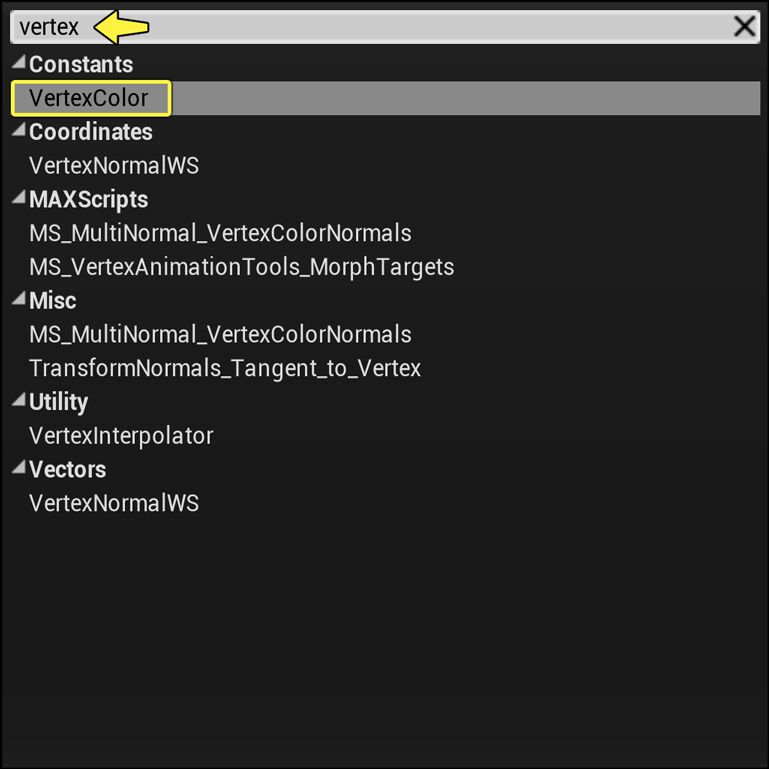 vertex
Constants
VertexColor
Coordinates
VertexNormalWS
MAXScripts
MS_MultiNormal_VertexColorNormals
MS_VertexAnimationTools_MorphTargets
Misc
MS_MultiNormal_VertexColorNormals
TransformNormals_Tangent_to_Vertex
Utility
VertexInterpolator
Vectors
VertexNormalWS